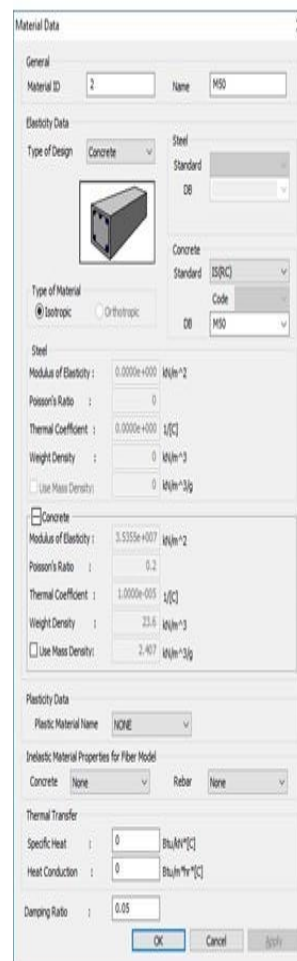 Material Data
General
Material ID 2 Name M50
Elasticity Data
Type of Design Concrete
Steel
Standard
DB
Concrete
Standard IS(RC)
Code
DB M50
Type of Material
Isotropic Orthotropic
Steel
Modulus of Elasticity : 0.0000e+000 kN/m^2
Poisson's Ratio : 0
Thermal Coefficient : 0.0000e+000 1/[C]
Weight Density : 0 kN/m^3
Use Mass Density: 0 kN/m^3/g
Concrete
Modulus of Elasticity : 3.5355e+007 kN/m^2
Poisson's Ratio : 0.2
Thermal Coefficient : 1.0000e-005 1/[C]
Weight Density : 23.6 kN/m^3
Use Mass Density: 2.407 kN/m^3/g
Plasticity Data
Plastic Material Name NONE
Inelastic Material Properties for Fiber Model
Concrete None Rebar None
Thermal Transfer
Specific Heat : 0 Btu/kN*[C]
Heat Conduction : 0 Btu/m*hr*[C]
Damping Ratio : 0.05
OK Cancel Apply